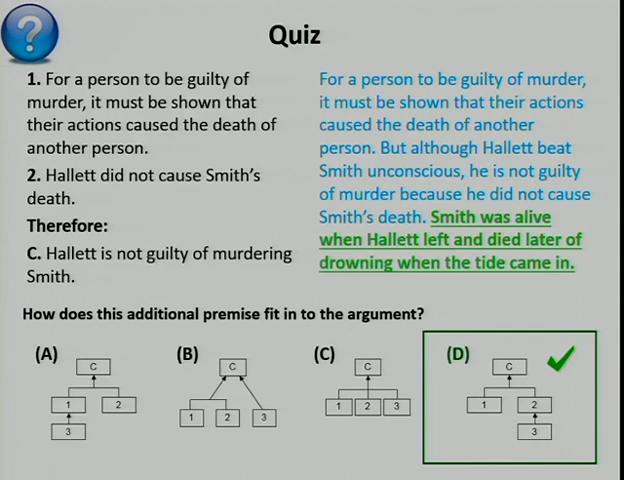 Quiz
1. For a person to be guilty of
murder, it must be shown that
their actions caused the death of
another person.
2. Hallett did not cause Smith's
death.
Therefore:
C. Hallett is not guilty of murdering
Smith.
For a person to be guilty of murder,
it must be shown that their actions
caused the death of another
person. But although Hallett beat
Smith unconscious, he is not guilty
of murder because he did not cause
Smith's death. Smith was alive
when Hallett left and died later of
drowning when the tide came in.
How does this additional premise fit in to the argument?
(A)
C
1 2
3
(B)
C
1 2 3
(C)
C
1 2 3
(D)
C
1 2
3